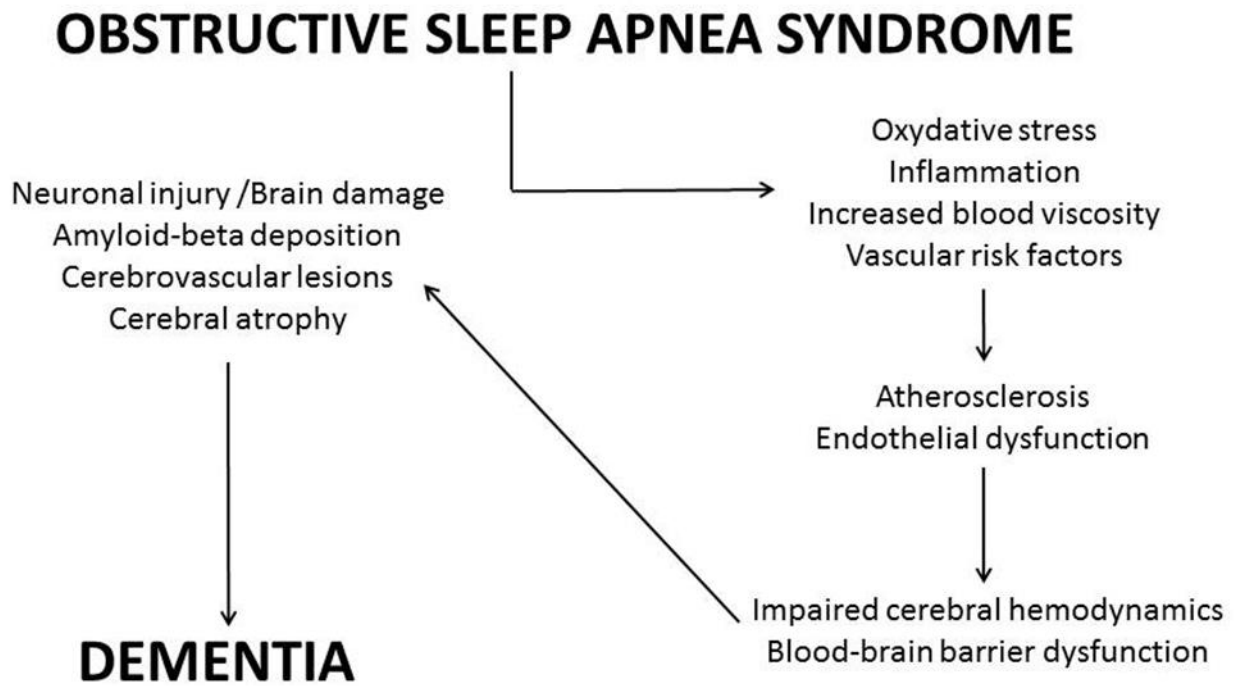 OBSTRUCTIVE SLEEP APNEA SYNDROME
Oxydative stress
Inflammation
Increased blood viscosity
Vascular risk factors
Atherosclerosis
Endothelial dysfunction
Impaired cerebral hemodynamics
Blood-brain barrier dysfunction
Neuronal injury /Brain damage
Amyloid-beta deposition
Cerebrovascular lesions
Cerebral atrophy
DEMENTIA